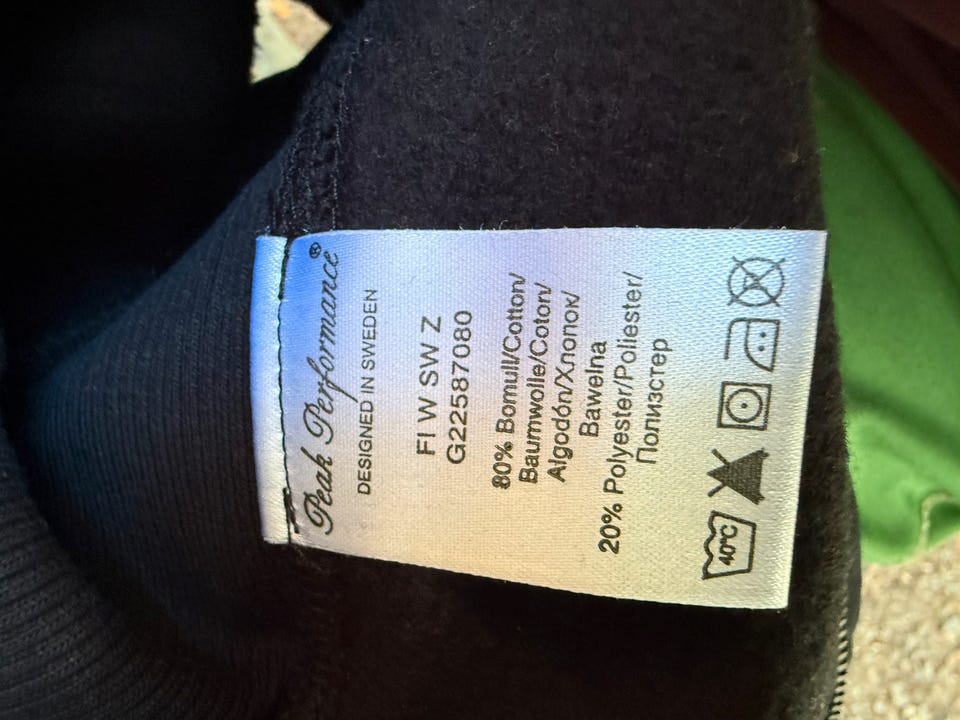 Peak Performance®
DESIGNED IN SWEDEN
FI W SW Z
G22587080
80% Bomull/Cotton/
Baumwolle/Coton/
Algodón/Хлопок/
Bawełna
20% Polyester/Poliester/
Полизстер
40°C